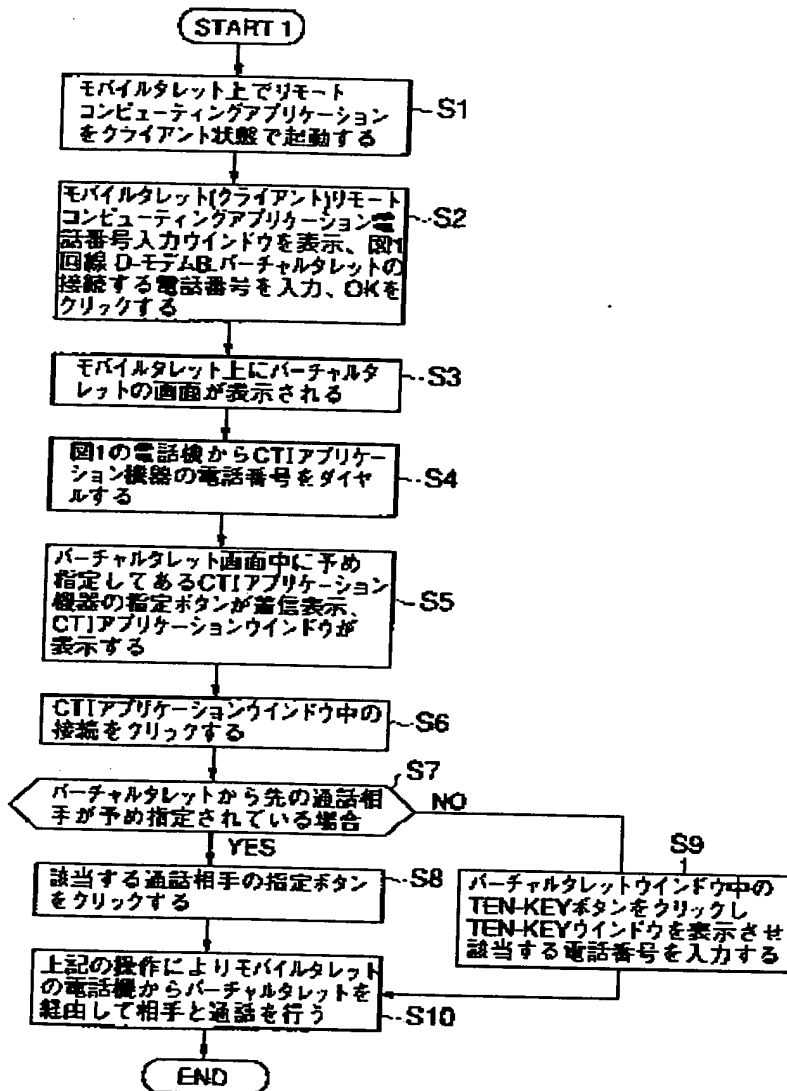 START 1
モバイルタレット上でリモート
コンピューティングアプリケーション
をクライアント状態で起動する
S1
モバイルタレット(クライアント)リモート
コンピューティングアプリケーション電
話番号入力ウインドウを表示、図1
回線 D-モデムB-バーチャルタレットの
接続する電話番号を入力、OKを
クリックする
S2
モバイルタレット上にバーチャルタ
レットの画面が表示される
S3
図1の電話機からCTIアプリケー
ション機器の電話番号をダイヤ
ルする
S4
バーチャルタレット画面中に予め
指定してあるCTIアプリケーション
機器の指定ボタンが着信表示、
CTIアプリケーションウインドウが
表示する
S5
CTIアプリケーションウインドウ中の
接続をクリックする
S6
S7
バーチャルタレットから先の通話相
手が予め指定されている場合
NO
YES
該当する通話相手の指定ボタン
をクリックする
S8
S9
バーチャルタレットウインドウ中の
TEN-KEYボタンをクリックし
TEN-KEYウインドウを表示させ
該当する電話番号を入力する
上記の操作によりモバイルタレット
の電話機からバーチャルタレットを
経由して相手と通話を行う
S10
END